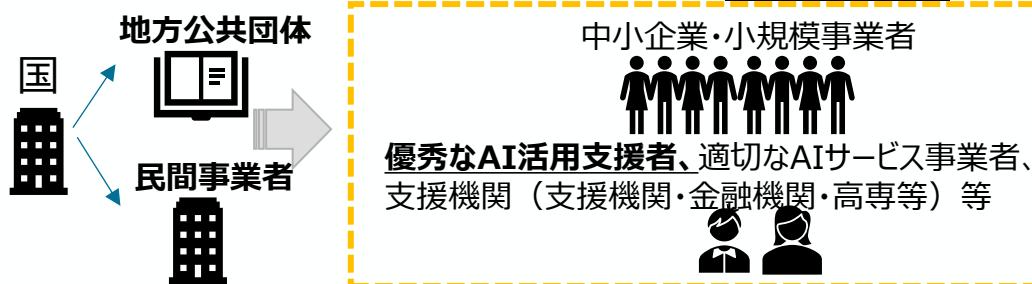 国
地方公共団体
民間事業者
中小企業・小規模事業者
優秀なAI活用支援者、適切なAIサービス事業者、
支援機関（支援機関・金融機関・高専等）等